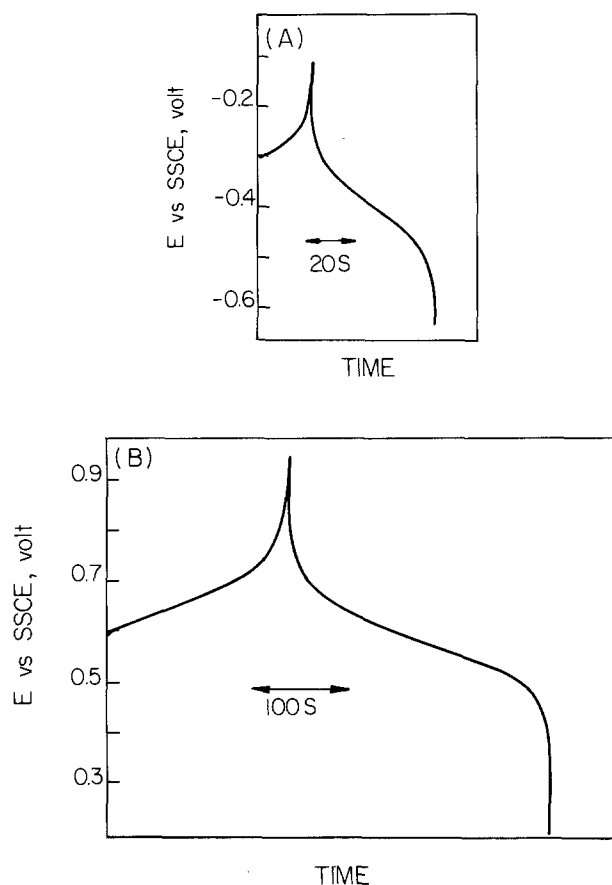 (A)
E vs SSCE, volt
-0.2
-0.4
-0.6
20S
TIME
(B)
E vs SSCE, volt
0.9
0.7
0.5
0.3
100S
TIME